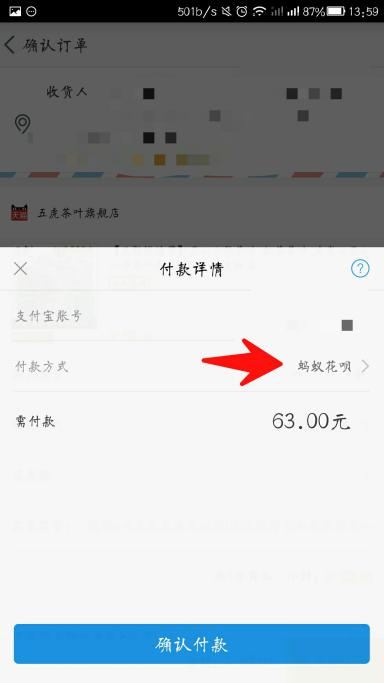 501b/s 87% 13:59
确认订单
收货人
天猫 五虎茶叶旗舰店
付款详情 ?
支付宝账号
付款方式 蚂蚁花呗
需付款 63.00元
确认付款